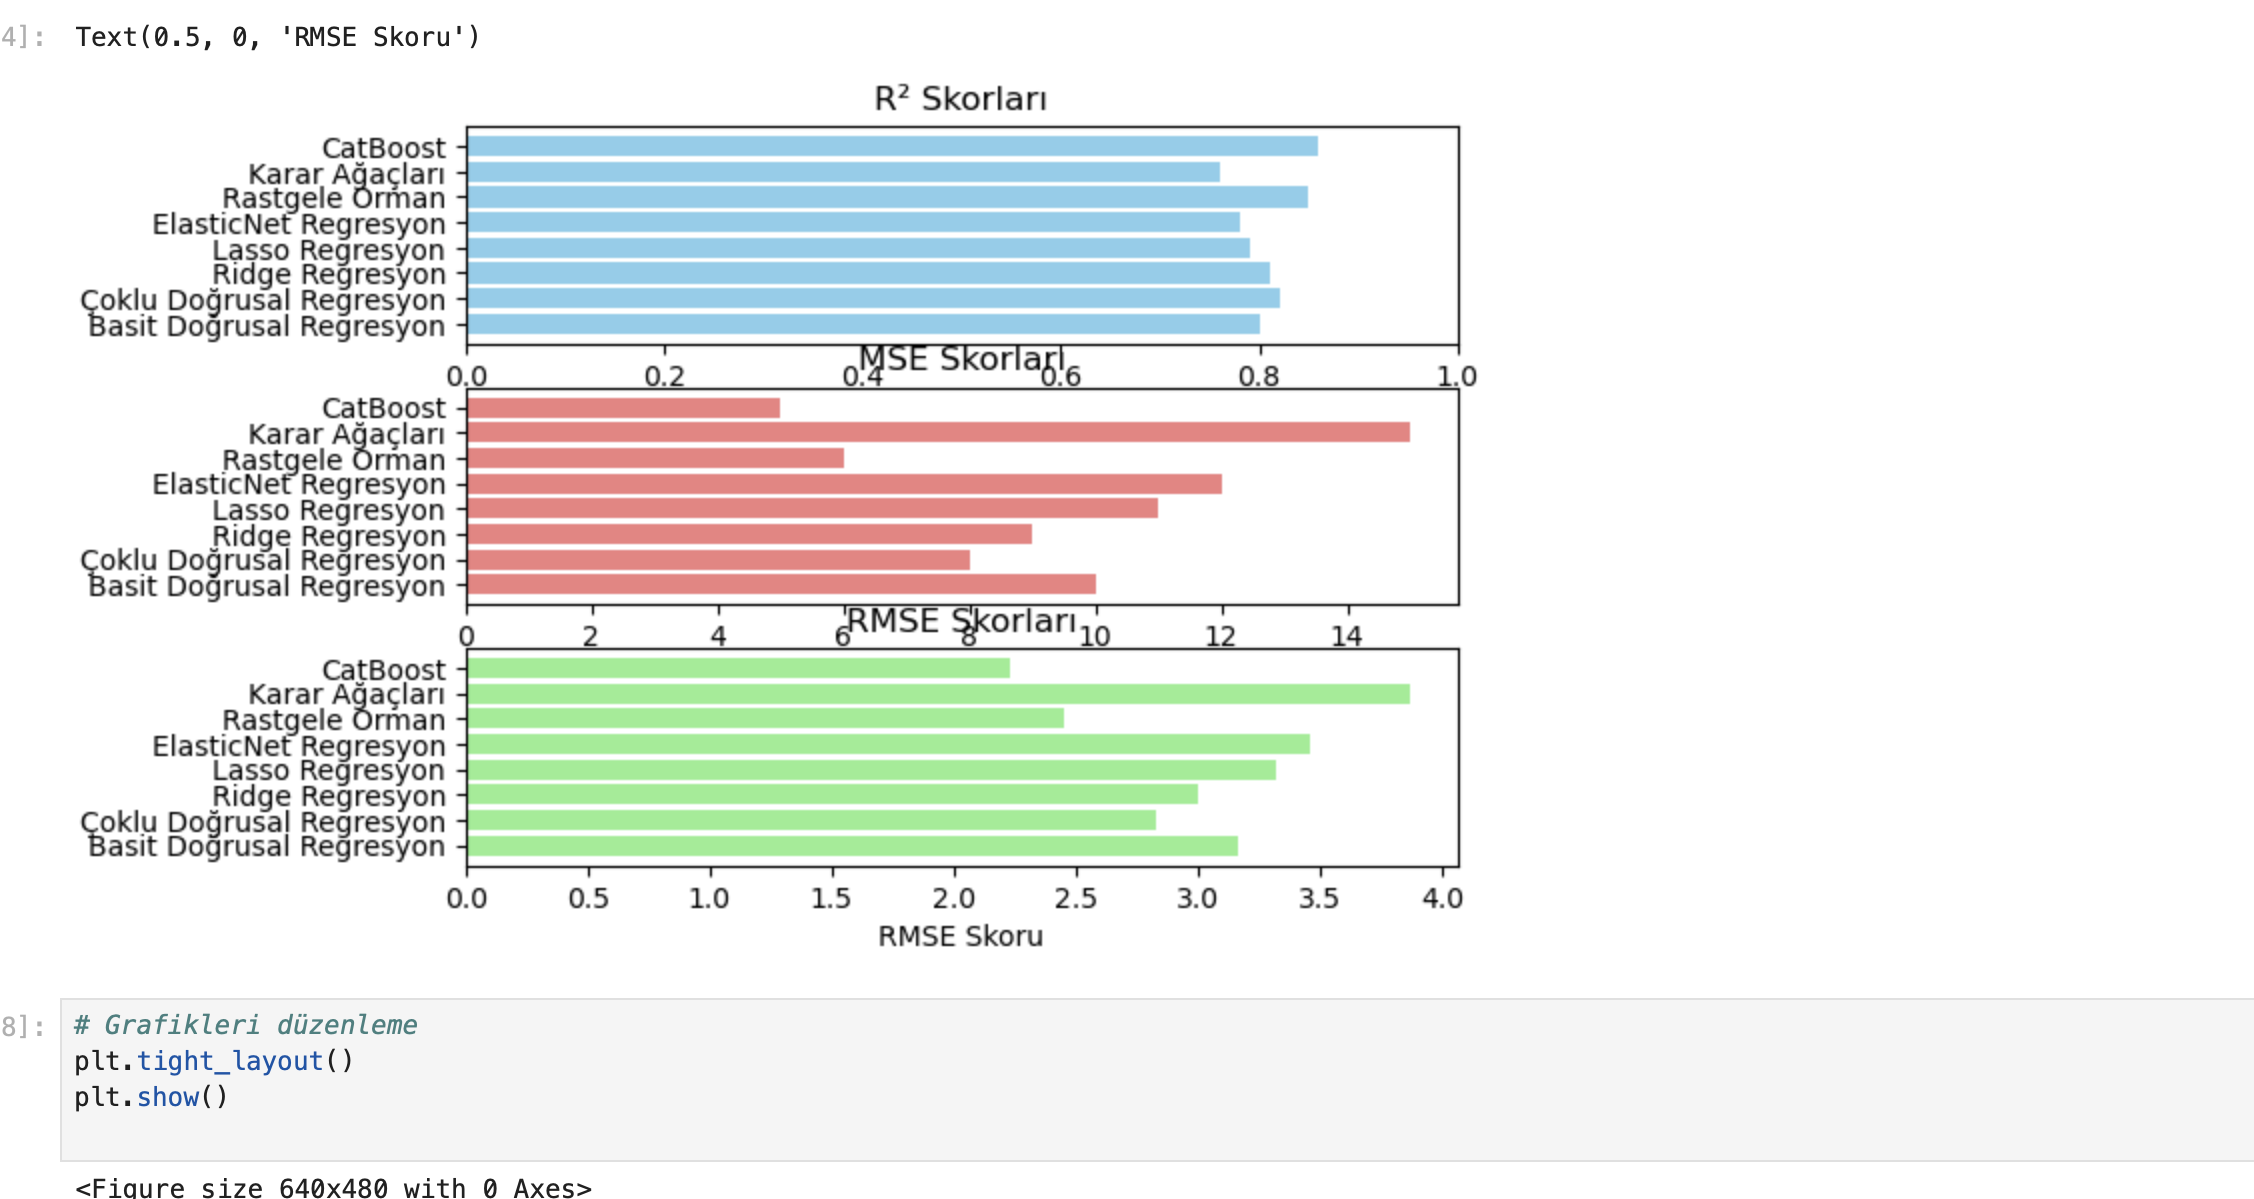 4]: Text(0.5, 0, 'RMSE Skoru')
R² Skorları
CatBoost
Karar Ağaçları
Rastgele Orman
ElasticNet Regresyon
Lasso Regresyon
Ridge Regresyon
Çoklu Doğrusal Regresyon
Basit Doğrusal Regresyon
0.0 0.2 0.4 0.6 0.8 1.0
MSE Skorları
CatBoost
Karar Ağaçları
Rastgele Orman
ElasticNet Regresyon
Lasso Regresyon
Ridge Regresyon
Çoklu Doğrusal Regresyon
Basit Doğrusal Regresyon
0 2 4 6 8 10 12 14
RMSE Skorları
CatBoost
Karar Ağaçları
Rastgele Orman
ElasticNet Regresyon
Lasso Regresyon
Ridge Regresyon
Çoklu Doğrusal Regresyon
Basit Doğrusal Regresyon
0.0 0.5 1.0 1.5 2.0 2.5 3.0 3.5 4.0
RMSE Skoru
8]: # Grafikleri düzenleme
plt.tight_layout()
plt.show()
<Figure size 640x480 with 0 Axes>